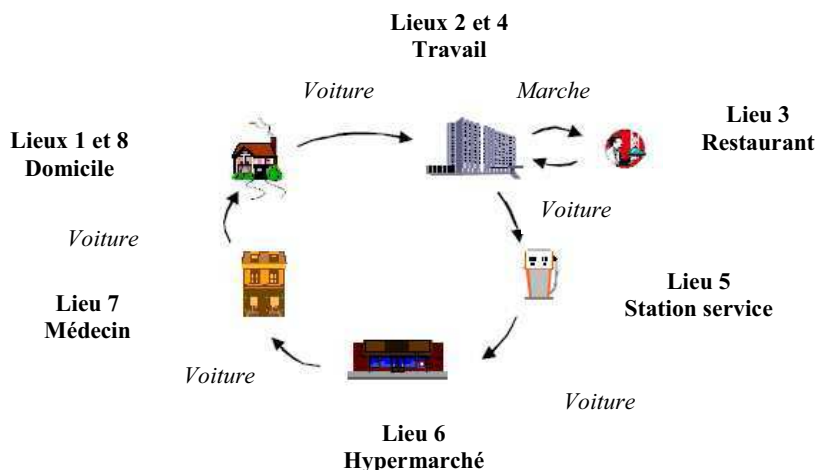 Lieux 2 et 4
Travail
Voiture
Marche
Lieu 3
Restaurant
Lieux 1 et 8
Domicile
Voiture
Voiture
Lieu 5
Station service
Lieu 7
Médecin
Voiture
Voiture
Lieu 6
Hypermarché